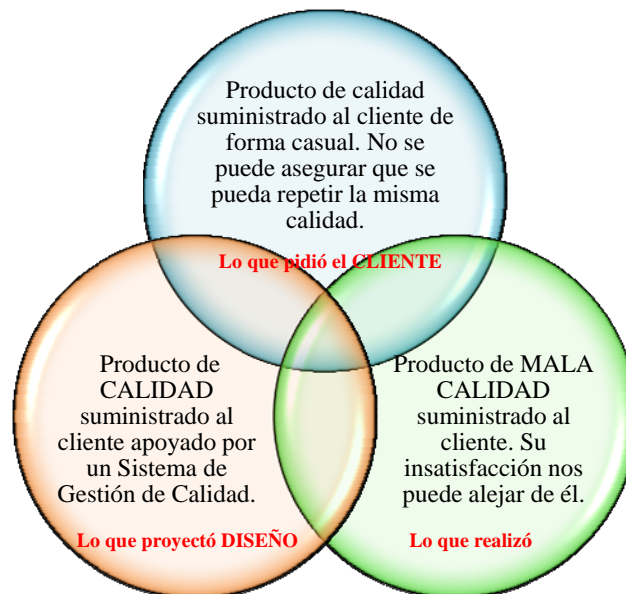 Producto de calidad
suministrado al cliente de
forma casual. No se
puede asegurar que se
pueda repetir la misma
calidad.
Lo que pidió el CLIENTE
Producto de
CALIDAD
suministrado al
cliente apoyado por
un Sistema de
Gestión de Calidad.
Lo que proyectó DISEÑO
Producto de MALA
CALIDAD
suministrado al
cliente. Su
insatisfacción nos
puede alejar de él.
Lo que realizó